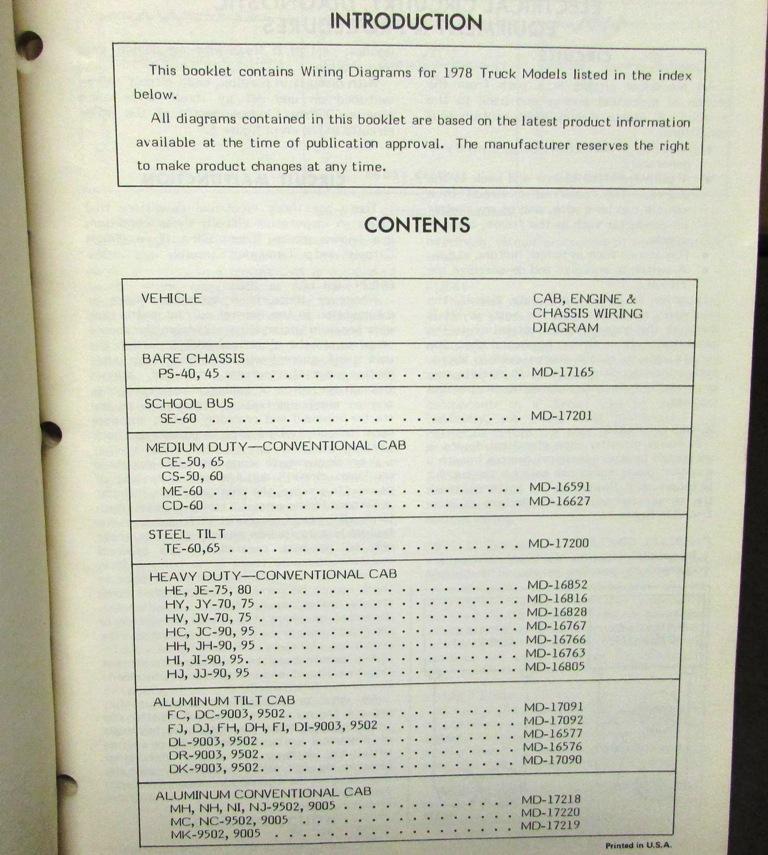 INTRODUCTION
This booklet contains Wiring Diagrams for 1978 Truck Models listed in the index
below.
All diagrams contained in this booklet are based on the latest product information
available at the time of publication approval. The manufacturer reserves the right
to make product changes at any time.
CONTENTS
VEHICLE CAB, ENGINE &
CHASSIS WIRING
DIAGRAM
BARE CHASSIS
PS-40, 45 . . . . . . . . . . . . . . . . . . . . . MD-17165
SCHOOL BUS
SE-60 . . . . . . . . . . . . . . . . . . . . . . MD-17201
MEDIUM DUTY—CONVENTIONAL CAB
CE-50, 65
CS-50, 60
ME-60 . . . . . . . . . . . . . . . . . . . . . . MD-16591
CD-60 . . . . . . . . . . . . . . . . . . . . . . MD-16627
STEEL TILT
TE-60,65 . . . . . . . . . . . . . . . . . . . . . MD-17200
HEAVY DUTY—CONVENTIONAL CAB
HE, JE-75, 80 . . . . . . . . . . . . . . . . . . . MD-16852
HY, JY-70, 75 . . . . . . . . . . . . . . . . . . . MD-16816
HV, JV-70, 75 . . . . . . . . . . . . . . . . . . . MD-16828
HC, JC-90, 95 . . . . . . . . . . . . . . . . . . . MD-16767
HH, JH-90, 95 . . . . . . . . . . . . . . . . . . . MD-16766
HI, JI-90, 95. . . . . . . . . . . . . . . . . . . . MD-16763
HJ, JJ-90, 95 . . . . . . . . . . . . . . . . . . . MD-16805
ALUMINUM TILT CAB
FC, DC-9003, 9502 . . . . . . . . . . . . . . . . . MD-17091
FJ, DJ, FH, DH, FI, DI-9003, 9502 . . . . . . . . . . MD-17092
DL-9003, 9502. . . . . . . . . . . . . . . . . . . MD-16577
DR-9003, 9502. . . . . . . . . . . . . . . . . . . MD-16576
DK-9003, 9502. . . . . . . . . . . . . . . . . . . MD-17090
ALUMINUM CONVENTIONAL CAB
MH, NH, NI, NJ-9502, 9005 . . . . . . . . . . . . . MD-17218
MC, NC-9502, 9005 . . . . . . . . . . . . . . . . MD-17220
MK-9502, 9005 . . . . . . . . . . . . . . . . . . MD-17219
Printed in U.S.A.